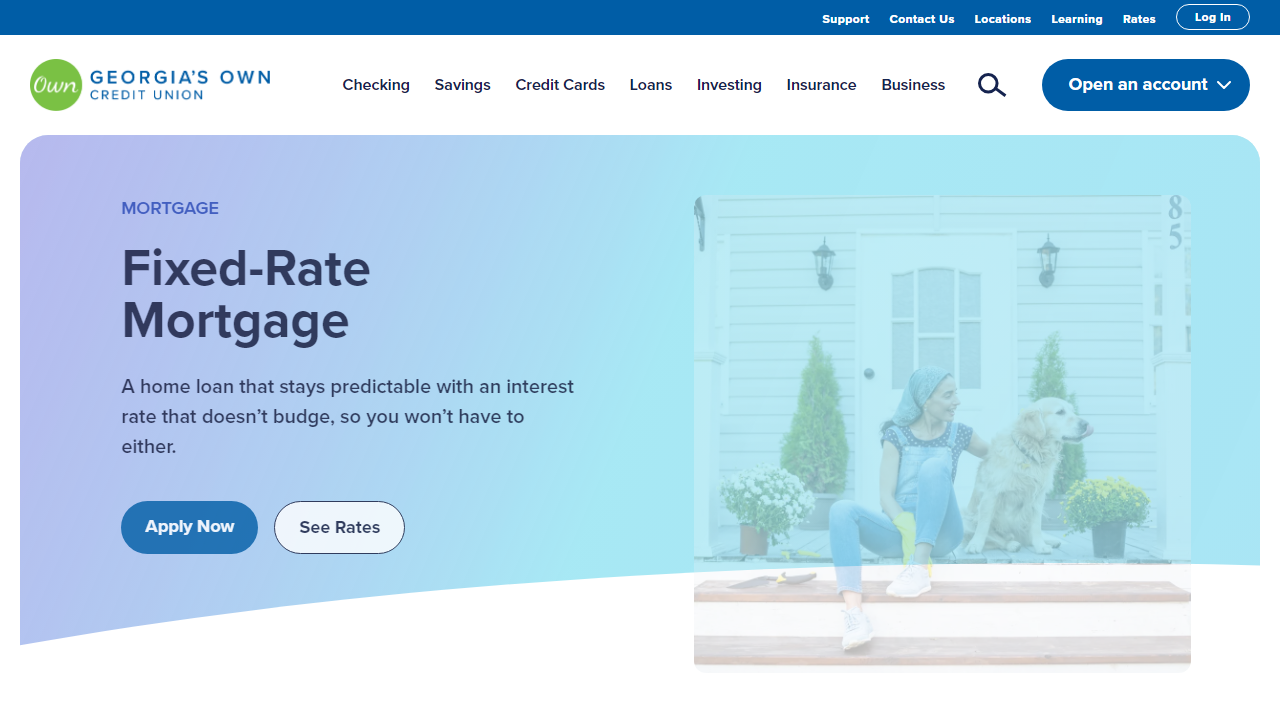 Support Contact Us Locations Learning Rates Log In
Own GEORGIA'S OWN
CREDIT UNION
Checking Savings Credit Cards Loans Investing Insurance Business Open an account
MORTGAGE
Fixed-Rate
Mortgage
A home loan that stays predictable with an interest
rate that doesn’t budge, so you won’t have to
either.
Apply Now See Rates
8
5